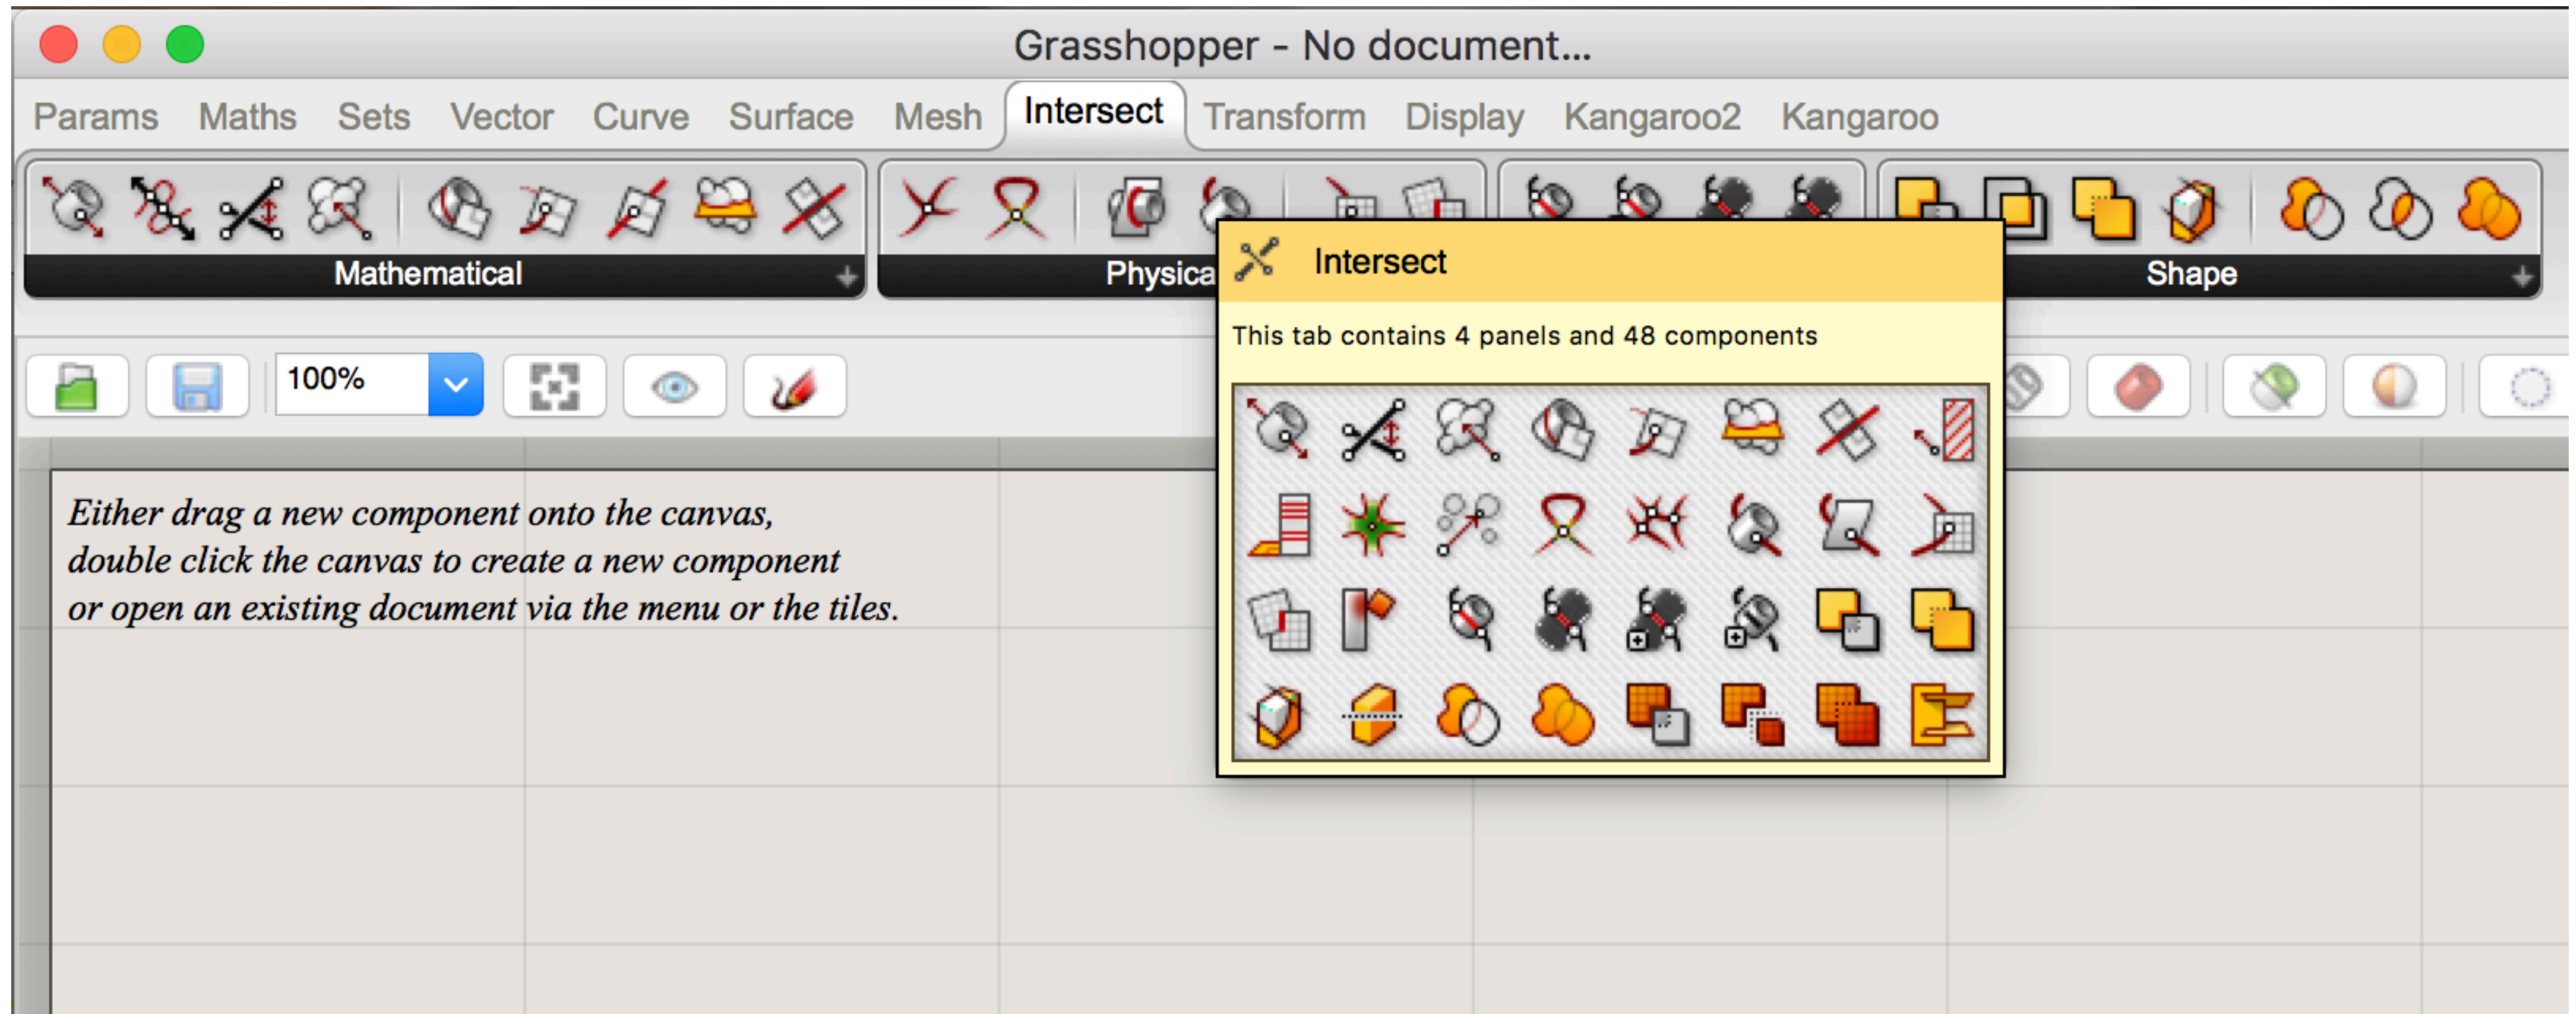 Grasshopper - No document...
Params Maths Sets Vector Curve Surface Mesh Intersect Transform Display Kangaroo2 Kangaroo
Mathematical
Physica
Shape
Intersect
This tab contains 4 panels and 48 components
100%
Either drag a new component onto the canvas,
double click the canvas to create a new component
or open an existing document via the menu or the tiles.